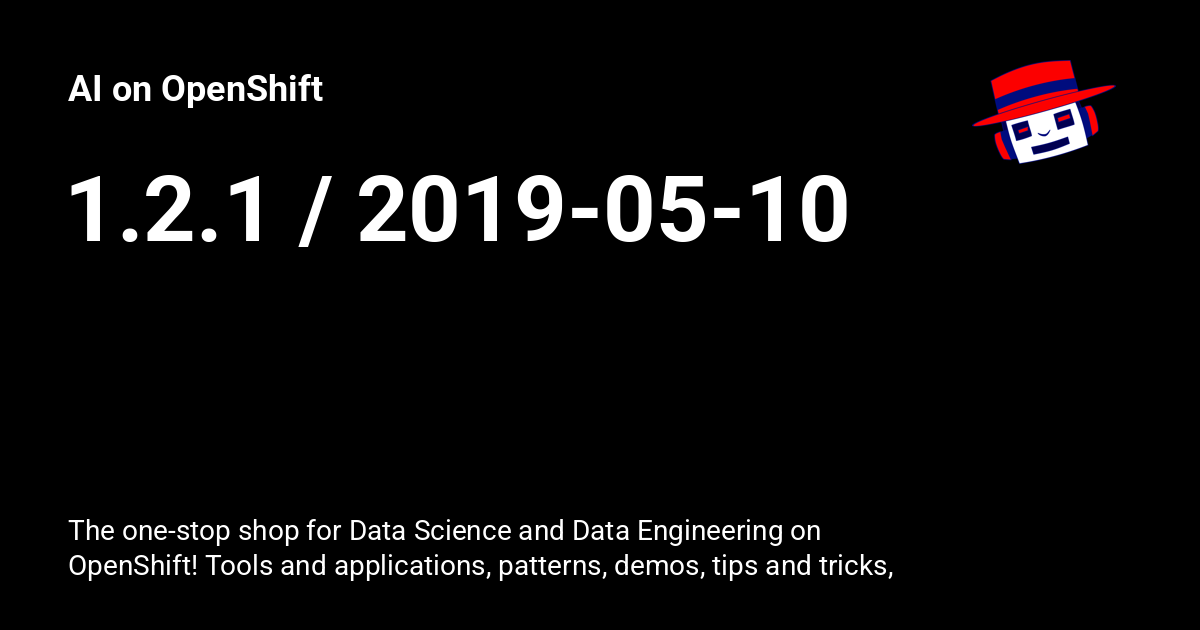 AI on OpenShift
1.2.1 / 2019-05-10
The one-stop shop for Data Science and Data Engineering on
OpenShift! Tools and applications, patterns, demos, tips and tricks,